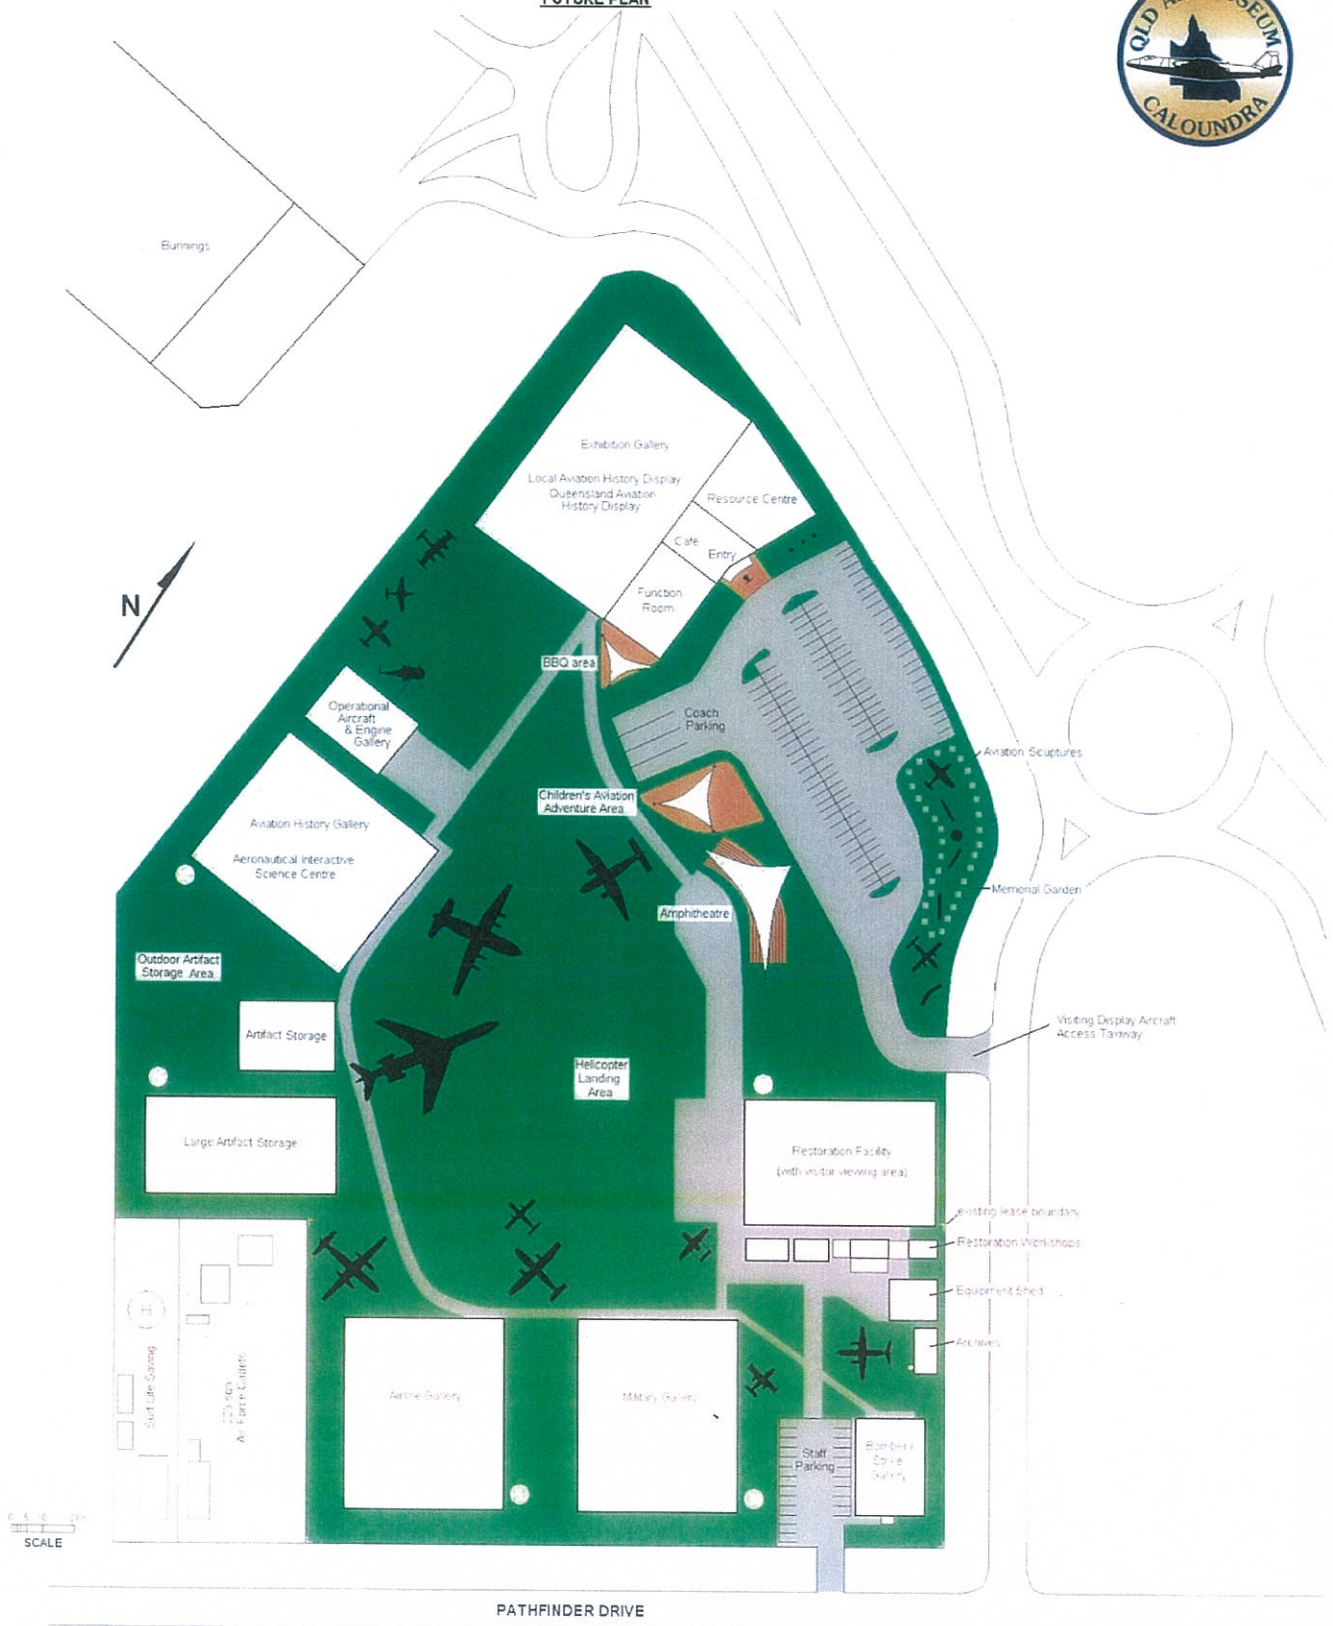 FUTURE PLAN
QLD AIR MUSEUM
CALOUNDRA
Bunnings
Exhibition Gallery
Local Aviation History Display
Queensland Aviation
History Display
Resource Centre
Cafe
Entry
Function
Room
N
BBQ area
Operational
Aircraft
& Engine
Gallery
Coach
Parking
Aviation Scuptures
Children's Aviation
Adventure Area
Aviation History Gallery
Aeronautical Interactive
Science Centre
Memorial Garden
Amphitheatre
Outdoor Artifact
Storage Area
Visiting Display Aircraft
Access Taxiway
Artifact Storage
Helicopter
Landing
Area
Large Artifact Storage
Restoration Facility
(with visitor viewing area)
existing lease boundary
Restoration Workshops
Equipment Shed
Archives
H
Surf Life Saving
Air Force Cadets
Airline Gallery
Military Gallery
Staff
Parking
Bomber
Strike
Gallery
SCALE
PATHFINDER DRIVE